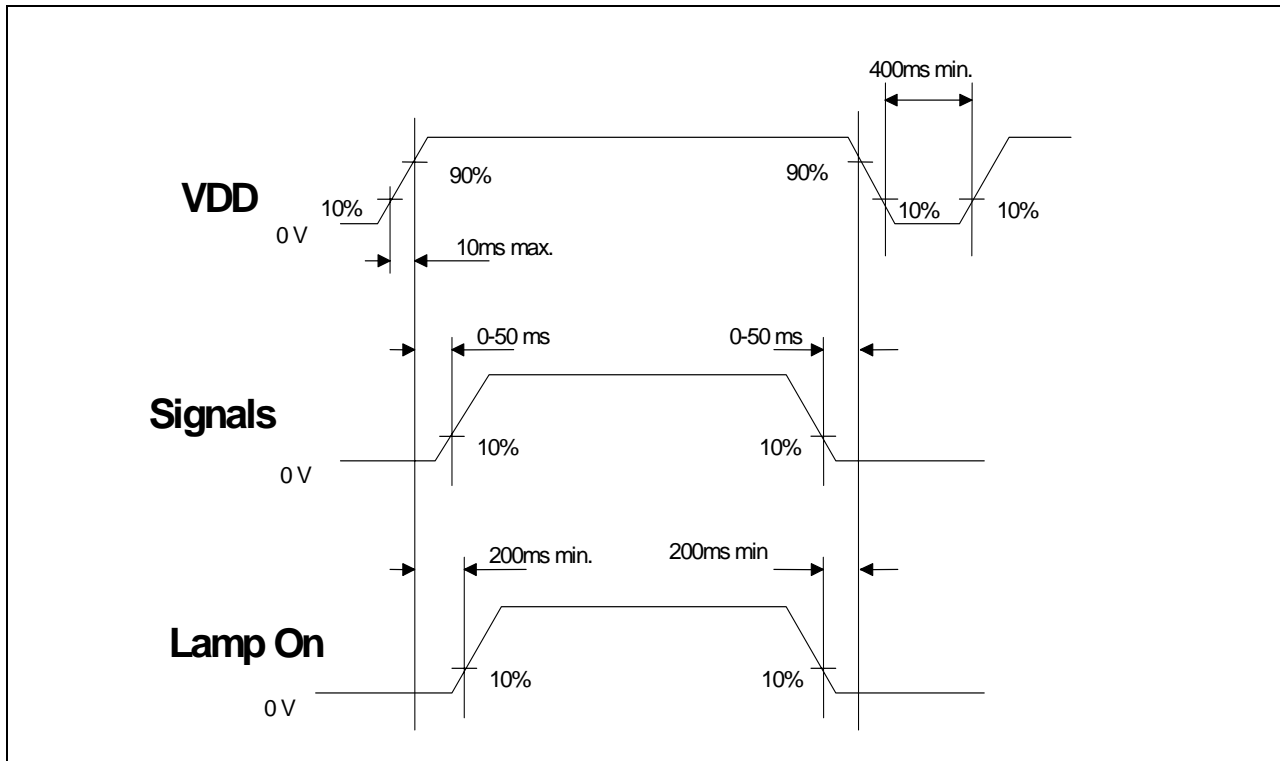 400ms min.
VDD
10%
90%
90%
10%
10%
0 V
10ms max.
0-50 ms
0-50 ms
Signals
10%
10%
0 V
200ms min.
200ms min
Lamp On
10%
10%
0 V